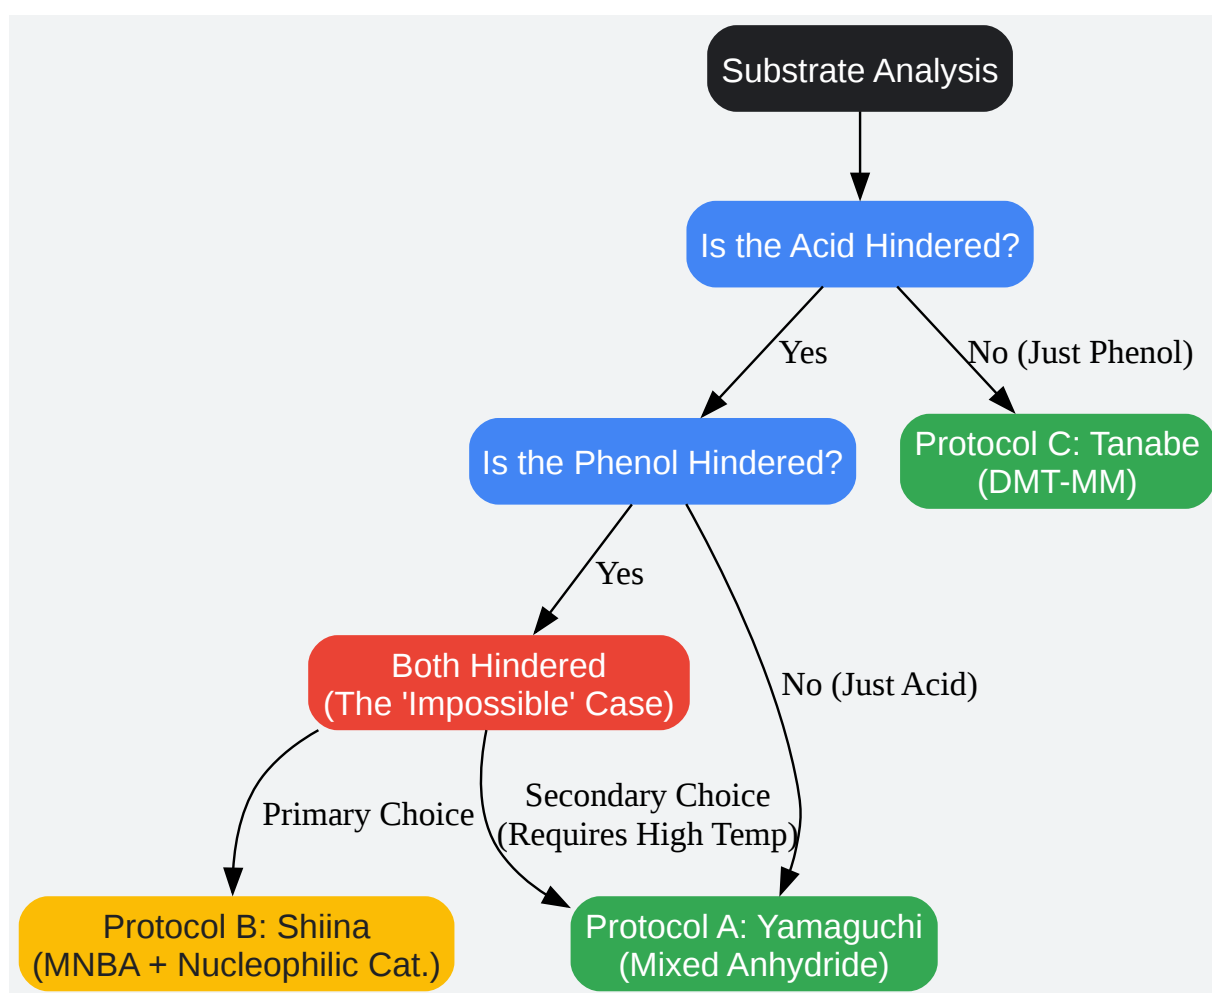 Substrate Analysis
Is the Acid Hindered?
Yes
No (Just Phenol)
Is the Phenol Hindered?
Protocol C: Tanabe
(DMT-MM)
Yes
No (Just Acid)
Both Hindered
(The 'Impossible' Case)
Primary Choice
Secondary Choice
(Requires High Temp)
Protocol B: Shiina
(MNBA + Nucleophilic Cat.)
Protocol A: Yamaguchi
(Mixed Anhydride)